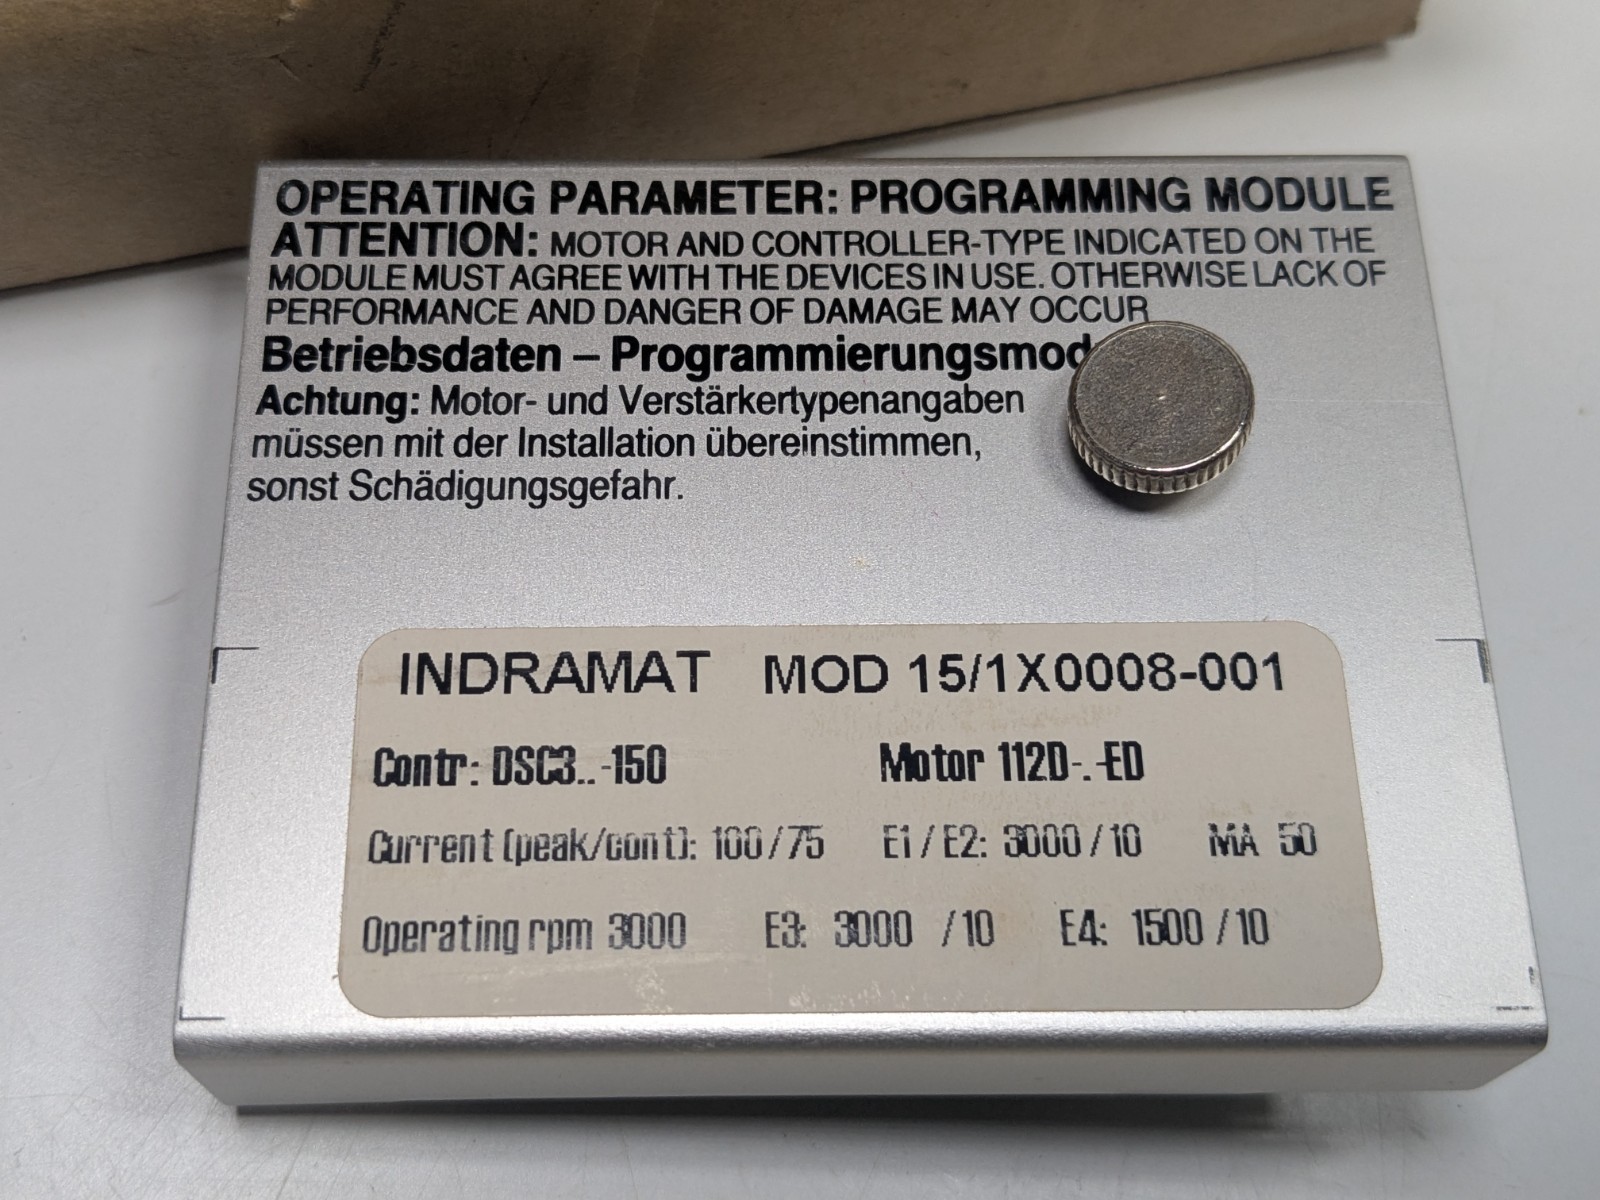 OPERATING PARAMETER: PROGRAMMING MODULE
ATTENTION: MOTOR AND CONTROLLER-TYPE INDICATED ON THE
MODULE MUST AGREE WITH THE DEVICES IN USE. OTHERWISE LACK OF
PERFORMANCE AND DANGER OF DAMAGE MAY OCCUR
Betriebsdaten – Programmierungsmod
Achtung: Motor- und Verstärkertypenangaben
müssen mit der Installation übereinstimmen,
sonst Schädigungsgefahr.
INDRAMAT MOD 15/1X0008-001
Contr: DSC3..-150 Motor 112D-.-ED
Current (peak/cont): 100/75 E1/E2: 3000/10 MA 50
Operating rpm 3000 E3: 3000 /10 E4: 1500/10